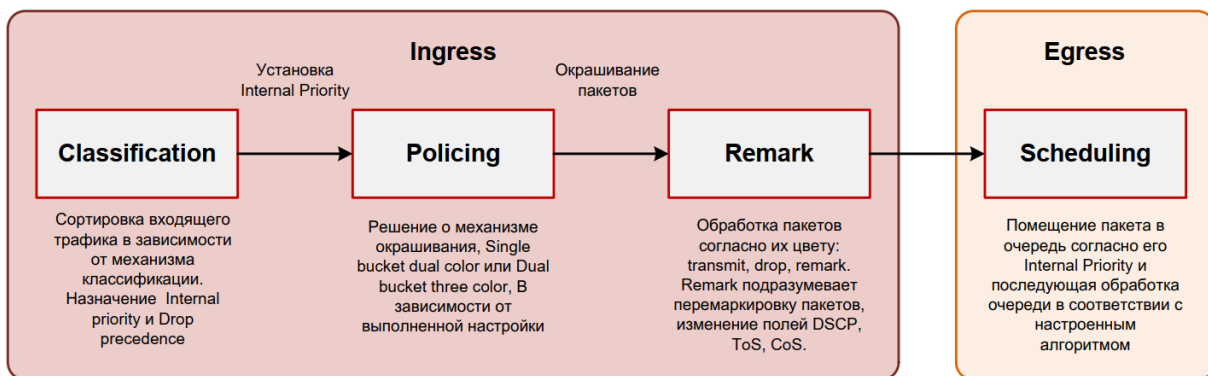 Ingress
Egress
Установка
Internal Priority
Окрашивание
пакетов
Classification
Policing
Remark
Scheduling
Сортировка входящего
трафика в зависимости
от механизма
классификации.
Назначение Internal
priority и Drop
precedence
Решение о механизме
окрашивания, Single
bucket dual color или Dual
bucket three color, В
зависимости от
выполненной настройки
Обработка пакетов
согласно их цвету:
transmit, drop, remark.
Remark подразумевает
перемаркировку пакетов,
изменение полей DSCP,
ToS, CoS.
Помещение пакета в
очередь согласно его
Internal Priority и
последующая обработка
очереди в соответствии с
настроенным
алгоритмом